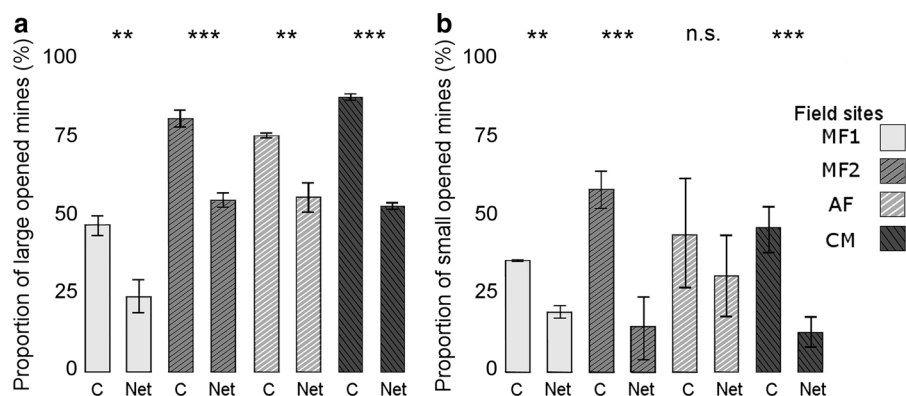 a
** *** ** ***
Proportion of large opened mines (%)
100
75
50
25
0
C Net C Net C Net C Net
b
** *** n.s. ***
Proportion of small opened mines (%)
100
75
50
25
0
C Net C Net C Net C Net
Field sites
MF1
MF2
AF
CM